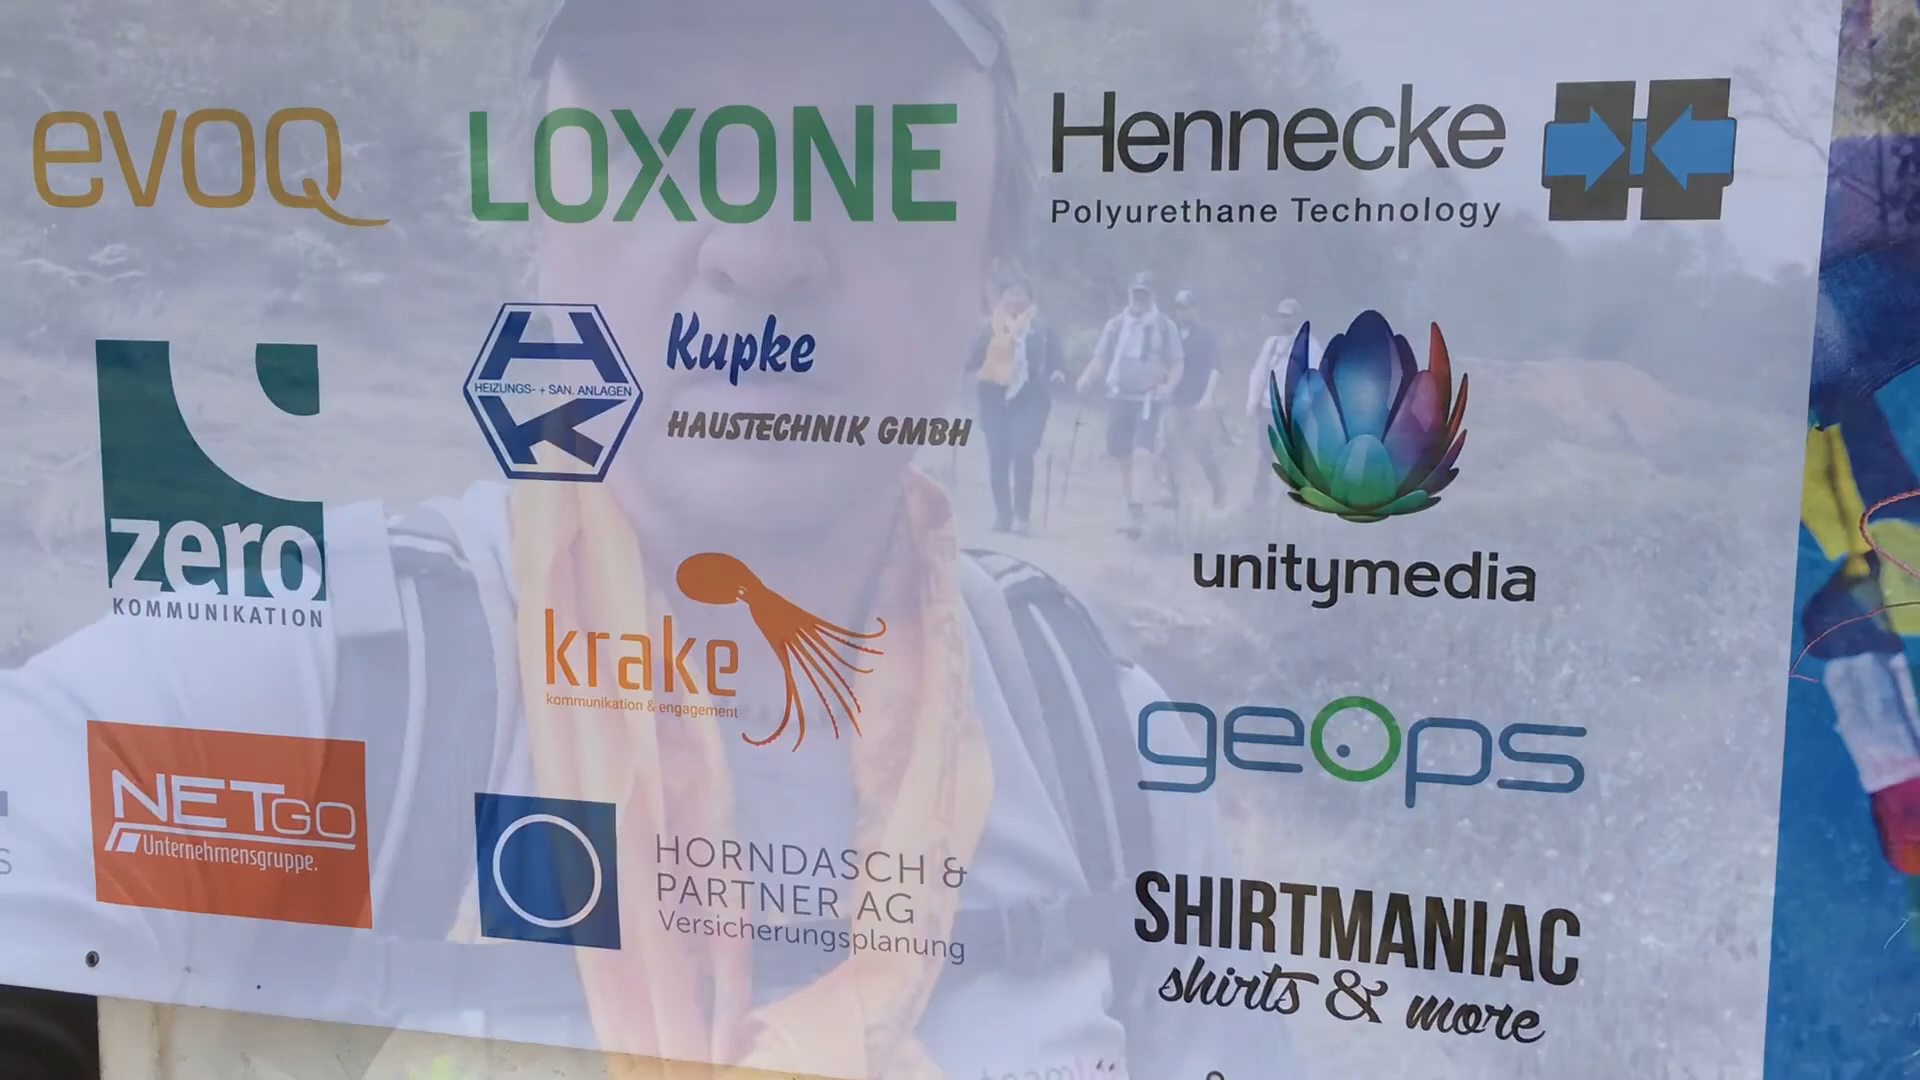 evoq
LOXONE
Hennecke
Polyurethane Technology
HEIZUNGS- + SAN. ANLAGEN
HK
Kupke
HAUSTECHNIK GMBH
unitymedia
zero
KOMMUNIKATION
krake
kommunikation & engagement
geops
NETGO
Unternehmensgruppe.
HORNDASCH &
PARTNER AG
Versicherungsplanung
SHIRTMANIAC
shirts & more